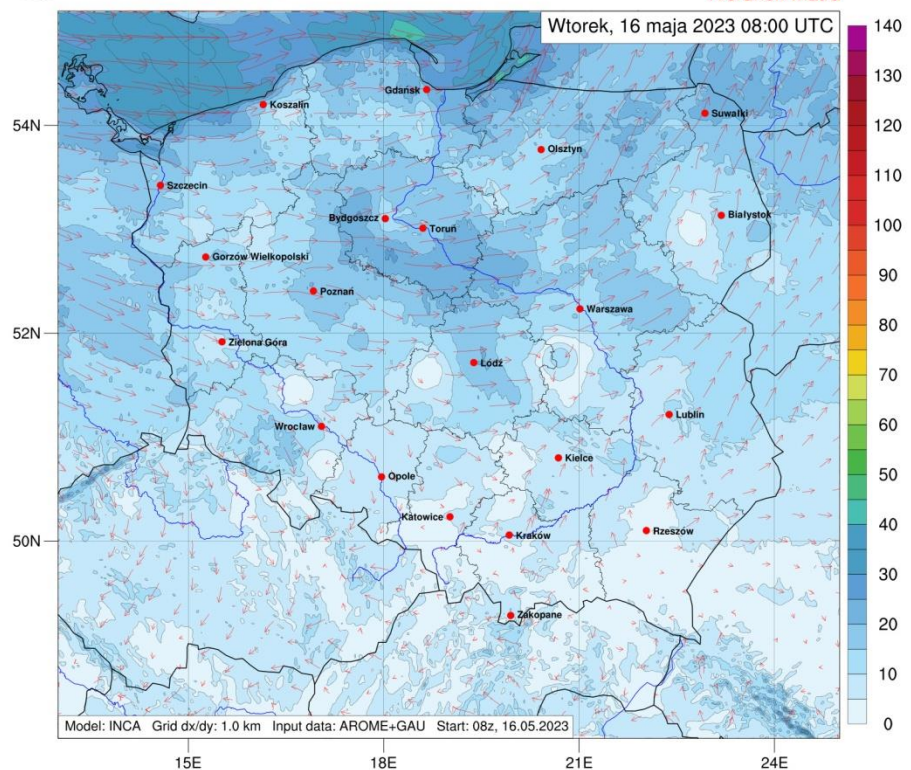 Wtorek, 16 maja 2023 08:00 UTC
140
130
120
110
100
90
80
70
60
50
40
30
20
10
0
54N
52N
50N
Gdańsk
Koszalin
Suwałki
Olsztyn
Szczecin
Bydgoszcz
Białystok
Toruń
Gorzów Wielkopolski
Poznań
Warszawa
Zielona Góra
Łódź
Lublin
Wrocław
Kielce
Opole
Katowice
Kraków
Rzeszów
Zakopane
Model: INCA Grid dx/dy: 1.0 km Input data: AROME+GAU Start: 08z, 16.05.2023
15E
18E
21E
24E